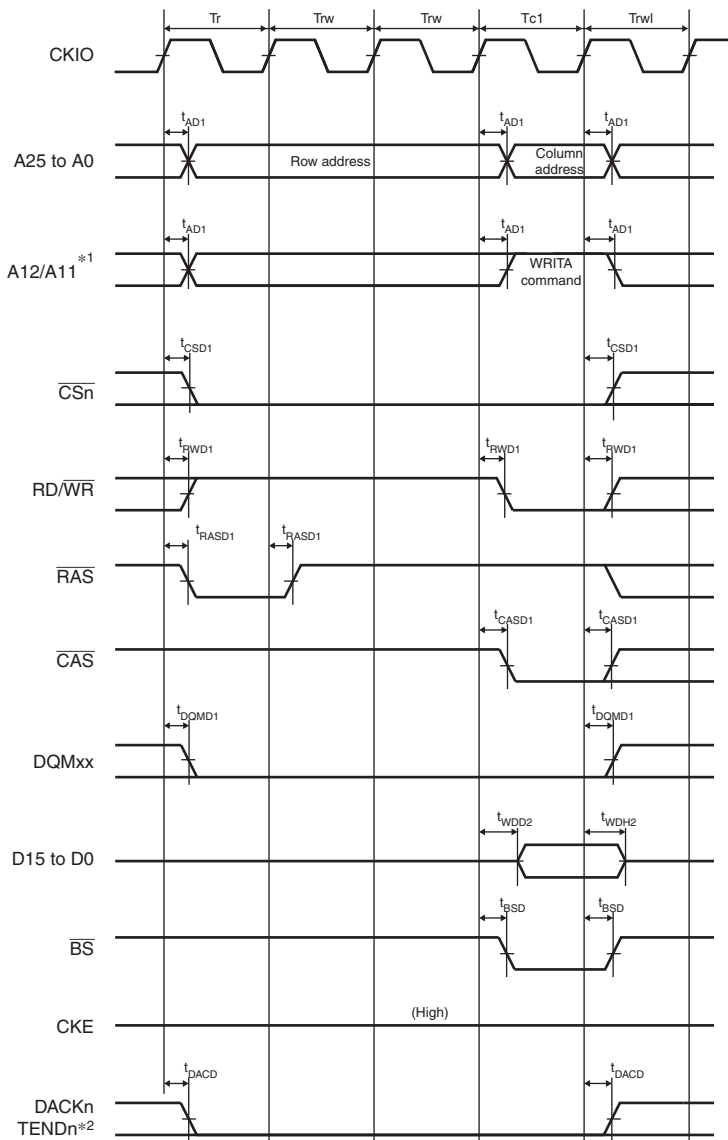 Tr Trw Trw Tc1 Trwl
CKIO
tAD1 tAD1 tAD1
A25 to A0 Row address Column address
tAD1 tAD1 tAD1
A12/A11*1 WRITA command
tCSD1 tCSD1
CSn
tRWD1 tRWD1 tRWD1
RD/WR
tRASD1 tRASD1
RAS
tCASD1 tCASD1
CAS
tDQMD1 tDQMD1
DQMxx
tWDD2 tWDH2
D15 to D0
tBSD tBSD
BS
(High)
CKE
tDACD tDACD
DACKn
TENDn*2